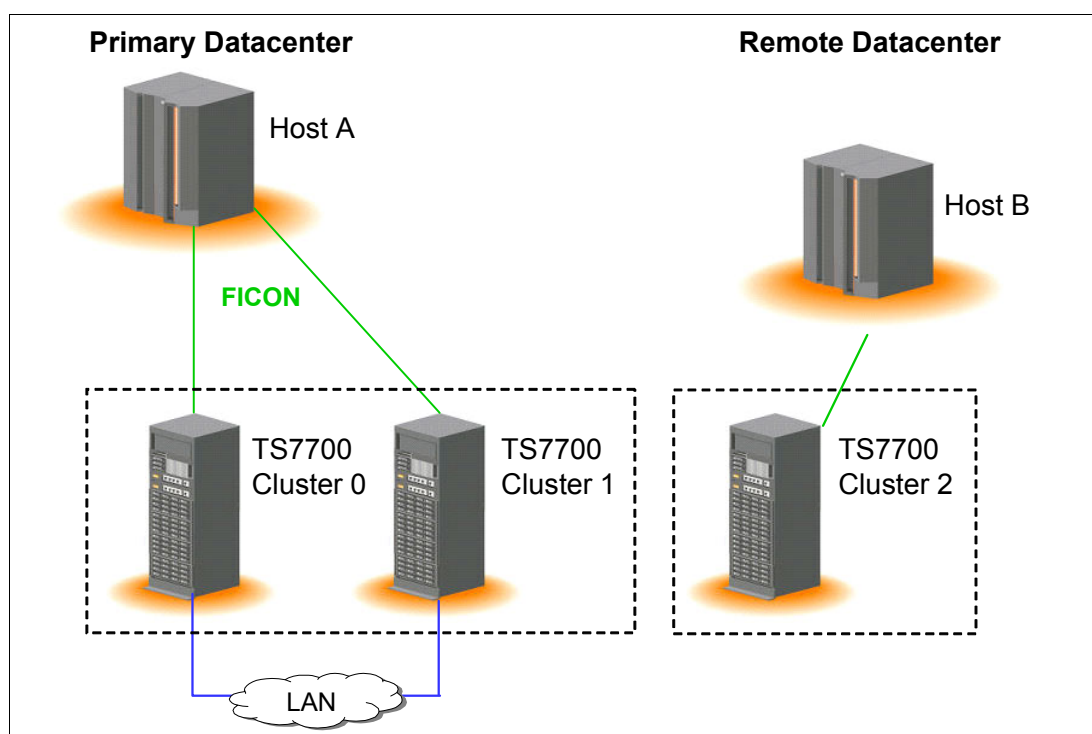 Primary Datacenter
Remote Datacenter
Host A
Host B
FICON
TS7700
Cluster 0
TS7700
Cluster 1
TS7700
Cluster 2
LAN